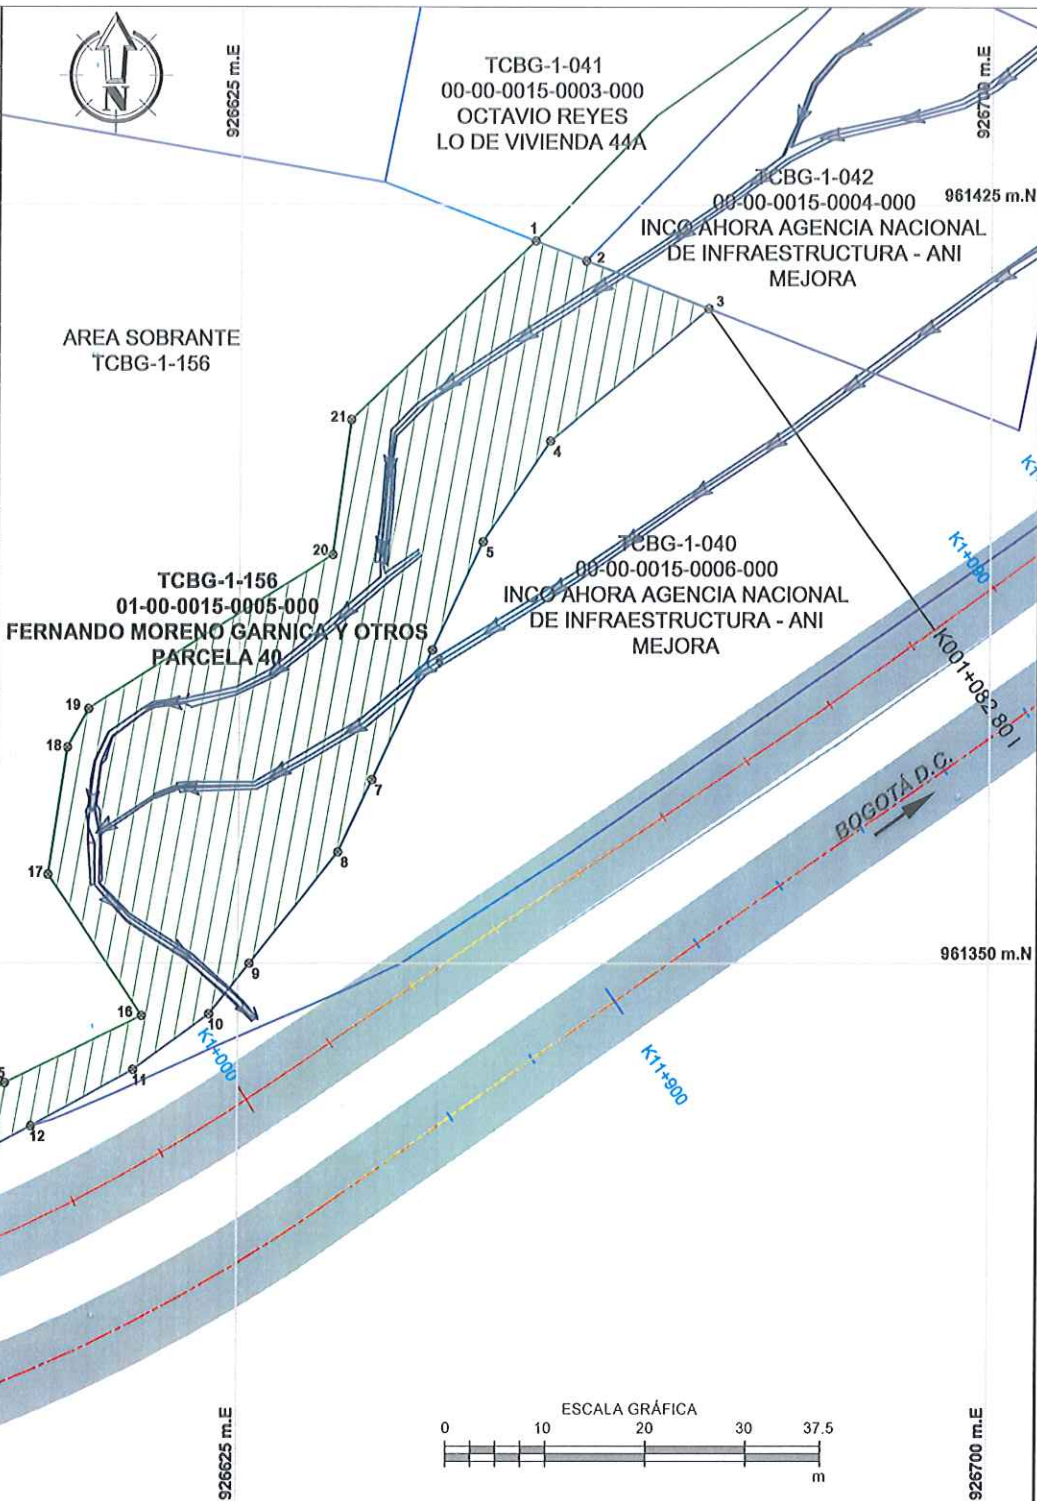 N
926625 m.E
926700 m.E
TCBG-1-041
00-00-0015-0003-000
OCTAVIO REYES
LO DE VIVIENDA 44A
TCBG-1-042
00-00-0015-0004-000
INCO AHORA AGENCIA NACIONAL
DE INFRAESTRUCTURA - ANI
MEJORA
961425 m.N
1
2
3
AREA SOBRANTE
TCBG-1-156
21
4
5
20
TCBG-1-040
00-00-0015-0006-000
INCO AHORA AGENCIA NACIONAL
DE INFRAESTRUCTURA - ANI
MEJORA
K1+090
TCBG-1-156
01-00-0015-0005-000
FERNANDO MORENO GARNICA Y OTROS
PARCELA 40
K001+082.80 I
19
18
7
8
BOGOTÁ D.C.
17
9
961350 m.N
16
10
K1+000
11
K11+900
12
ESCALA GRÁFICA
0 10 20 30 37.5
m
926625 m.E
926700 m.E